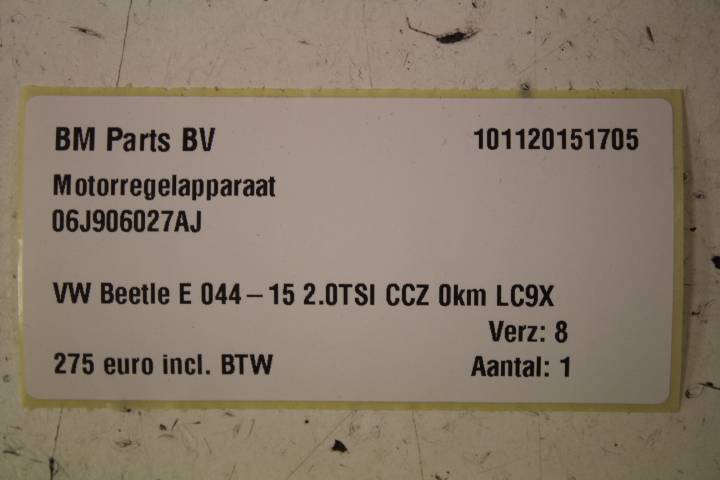 BM Parts BV 101120151705
Motorregelapparaat
06J906027AJ
VW Beetle E 044-15 2.0TSI CCZ 0km LC9X
Verz: 8
275 euro incl. BTW Aantal: 1